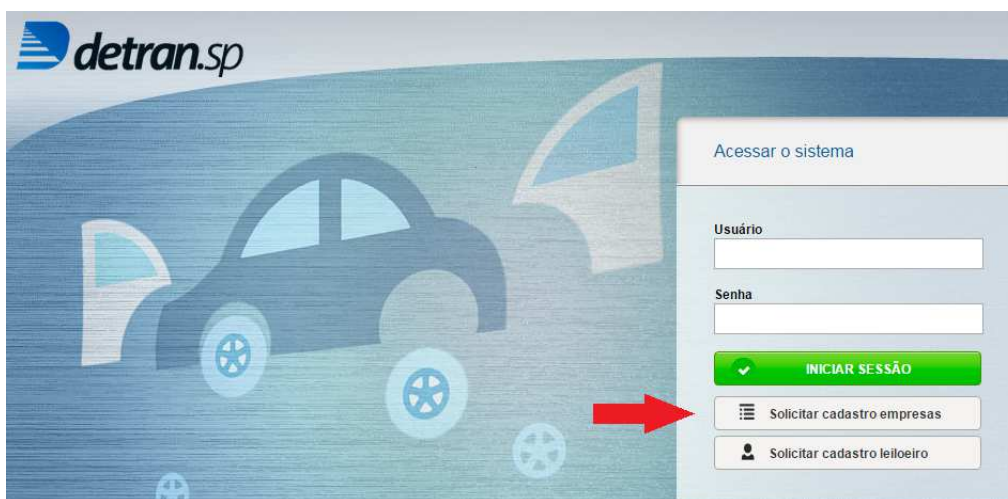 detran.sp
Acessar o sistema
Usuário
Senha
INICIAR SESSÃO
Solicitar cadastro empresas
Solicitar cadastro leiloeiro